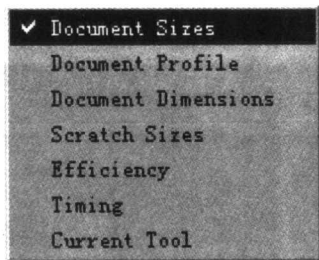 Document Sizes
Document Profile
Document Dimensions
Scratch Sizes
Efficiency
Timing
Current Tool